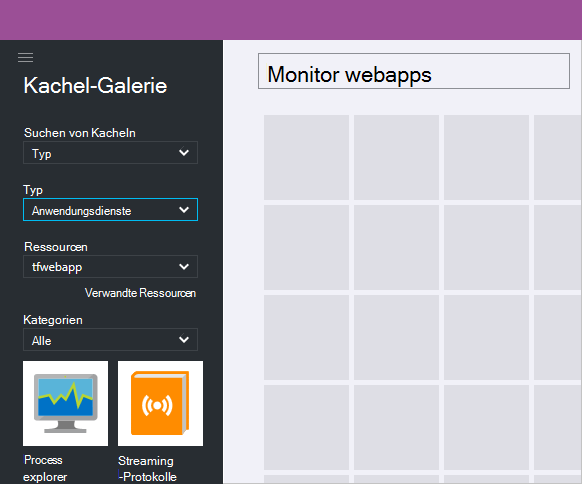 Kachel-Galerie
Monitor webapps
Suchen von Kacheln
Typ
Typ
Anwendungsdienste
Ressourcen
tfwebapp
Verwandte Ressourcen
Kategorien
Alle
Process
explorer
Streaming
-Protokolle